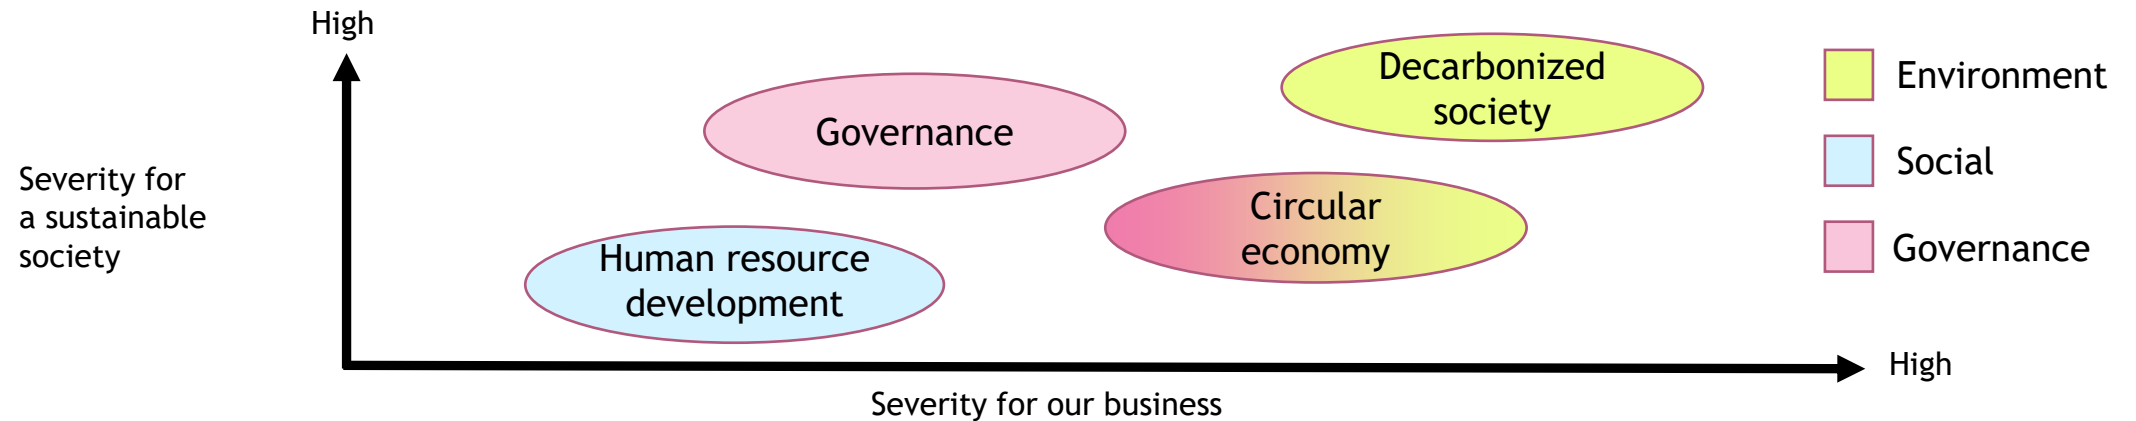 High
Severity for
a sustainable
society
Governance
Decarbonized
society
Human resource
development
Circular
economy
Environment
Social
Governance
High
Severity for our business